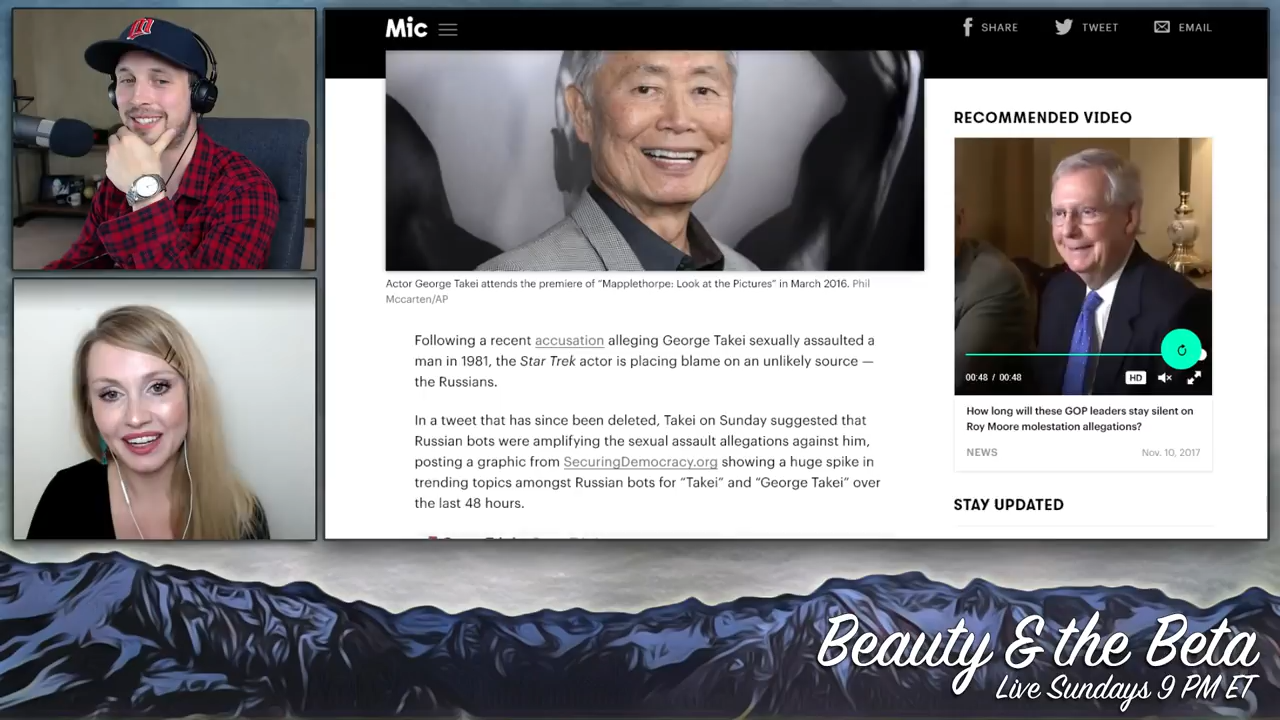 Mic
SHARE
TWEET
EMAIL
Actor George Takei attends the premiere of "Mapplethorpe: Look at the Pictures" in March 2016. Phil
Mccarten/AP
Following a recent accusation alleging George Takei sexually assaulted a
man in 1981, the Star Trek actor is placing blame on an unlikely source —
the Russians.
In a tweet that has since been deleted, Takei on Sunday suggested that
Russian bots were amplifying the sexual assault allegations against him,
posting a graphic from SecuringDemocracy.org showing a huge spike in
trending topics amongst Russian bots for "Takei" and "George Takei" over
the last 48 hours.
RECOMMENDED VIDEO
00:48 / 00:48
HD
How long will these GOP leaders stay silent on
Roy Moore molestation allegations?
NEWS
Nov. 10, 2017
STAY UPDATED
Beauty & the Beta
Live Sundays 9 PM ET